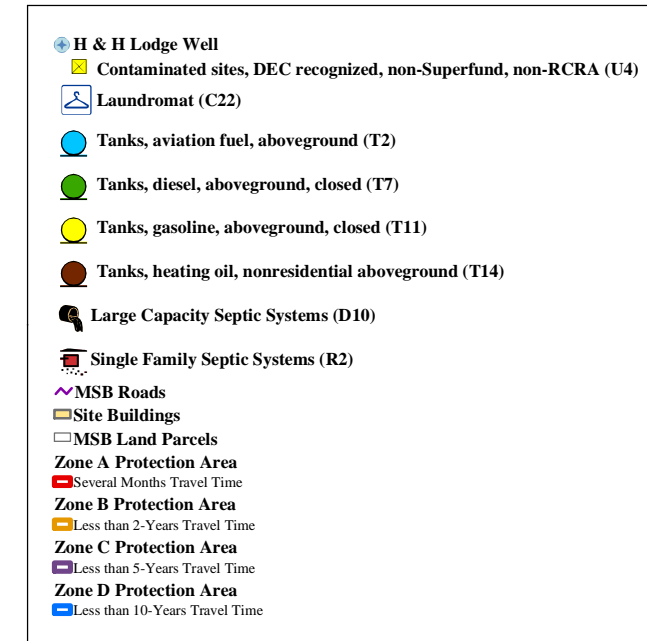 H & H Lodge Well
Contaminated sites, DEC recognized, non-Superfund, non-RCRA (U4)
Laundromat (C22)
Tanks, aviation fuel, aboveground (T2)
Tanks, diesel, aboveground, closed (T7)
Tanks, gasoline, aboveground, closed (T11)
Tanks, heating oil, nonresidential aboveground (T14)
Large Capacity Septic Systems (D10)
Single Family Septic Systems (R2)
MSB Roads
Site Buildings
MSB Land Parcels
Zone A Protection Area
Several Months Travel Time
Zone B Protection Area
Less than 2-Years Travel Time
Zone C Protection Area
Less than 5-Years Travel Time
Zone D Protection Area
Less than 10-Years Travel Time